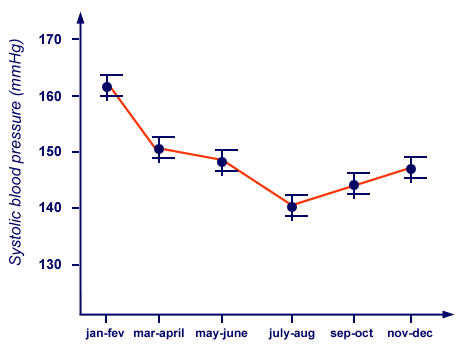 Systolic blood pressure (mmHg)
170
160
150
140
130
jan-fev mar-april may-june july-aug sep-oct nov-dec